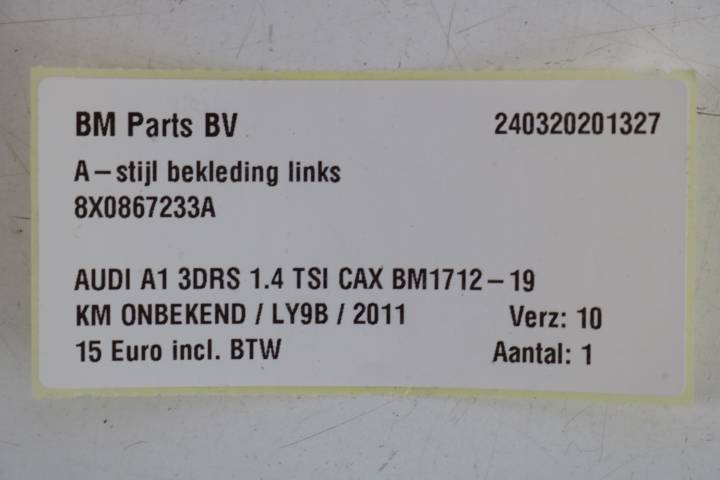 BM Parts BV 240320201327
A-stijl bekleding links
8X0867233A
AUDI A1 3DRS 1.4 TSI CAX BM1712-19
KM ONBEKEND / LY9B / 2011 Verz: 10
15 Euro incl. BTW Aantal: 1